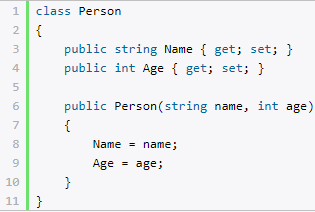 1 class Person
2 {
3     public string Name { get; set; }
4     public int Age { get; set; }
5
6     public Person(string name, int age)
7     {
8         Name = name;
9         Age = age;
10     }
11 }